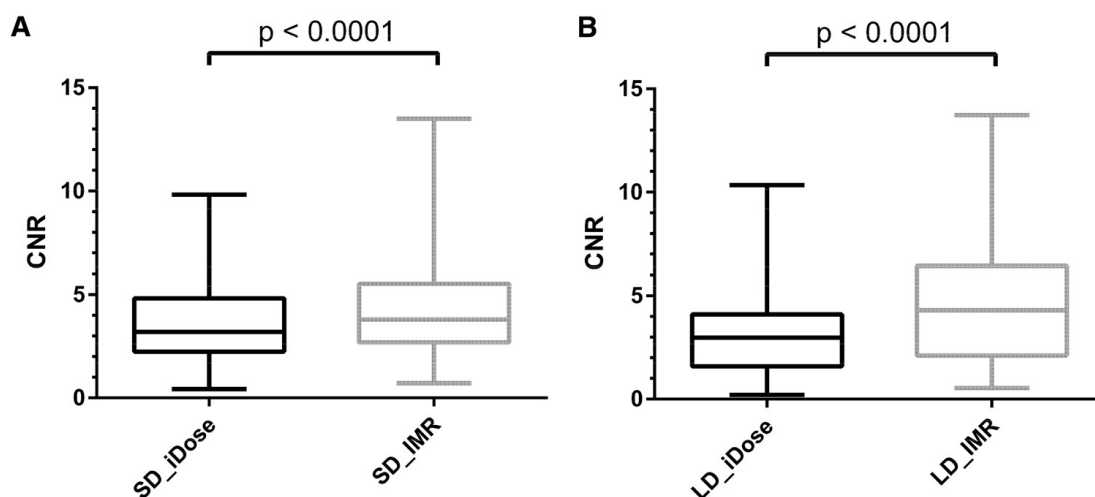 A
p < 0.0001
CNR
15
10
5
0
SD_iDose
SD_IMR
B
p < 0.0001
CNR
15
10
5
0
LD_iDose
LD_IMR